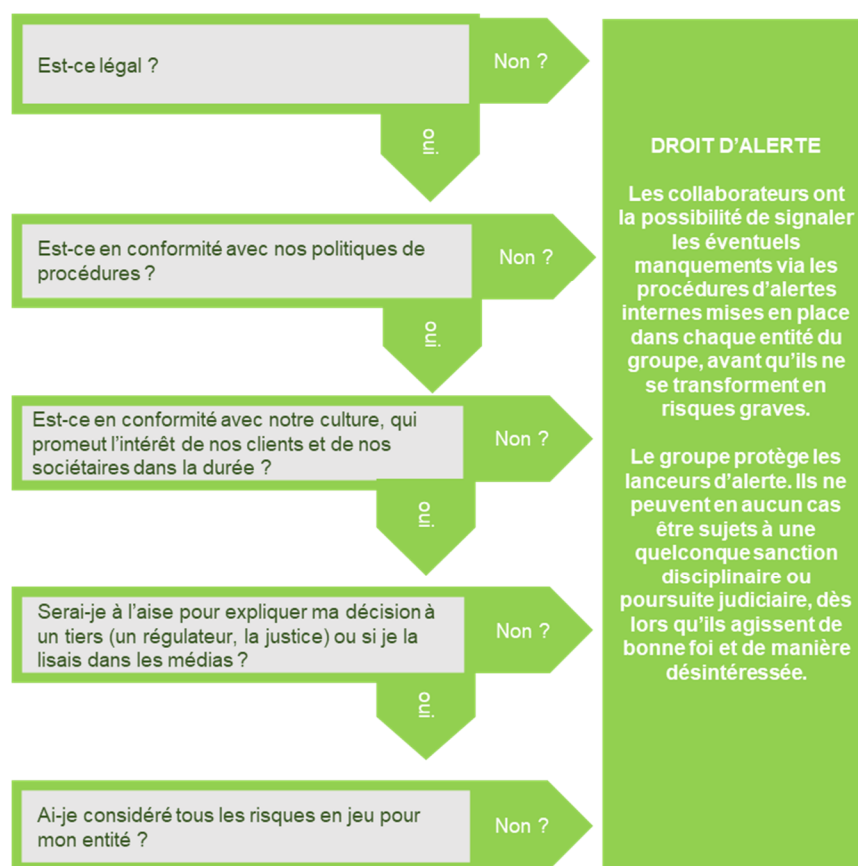 Est-ce légal ?
Non ?
oui
Est-ce en conformité avec nos politiques de
procédures ?
Non ?
oui
Est-ce en conformité avec notre culture, qui
promeut l'intérêt de nos clients et de nos
sociétaires dans la durée ?
Non ?
oui
Serai-je à l'aise pour expliquer ma décision à
un tiers (un régulateur, la justice) ou si je la
lisais dans les médias ?
Non ?
oui
Ai-je considéré tous les risques en jeu pour
mon entité ?
Non ?
DROIT D'ALERTE
Les collaborateurs ont
la possibilité de signaler
les éventuels
manquements via les
procédures d'alertes
internes mises en place
dans chaque entité du
groupe, avant qu'ils ne
se transforment en
risques graves.
Le groupe protège les
lanceurs d'alerte. Ils ne
peuvent en aucun cas
être sujets à une
quelconque sanction
disciplinaire ou
poursuite judiciaire, dès
lors qu'ils agissent de
bonne foi et de manière
désintéressée.